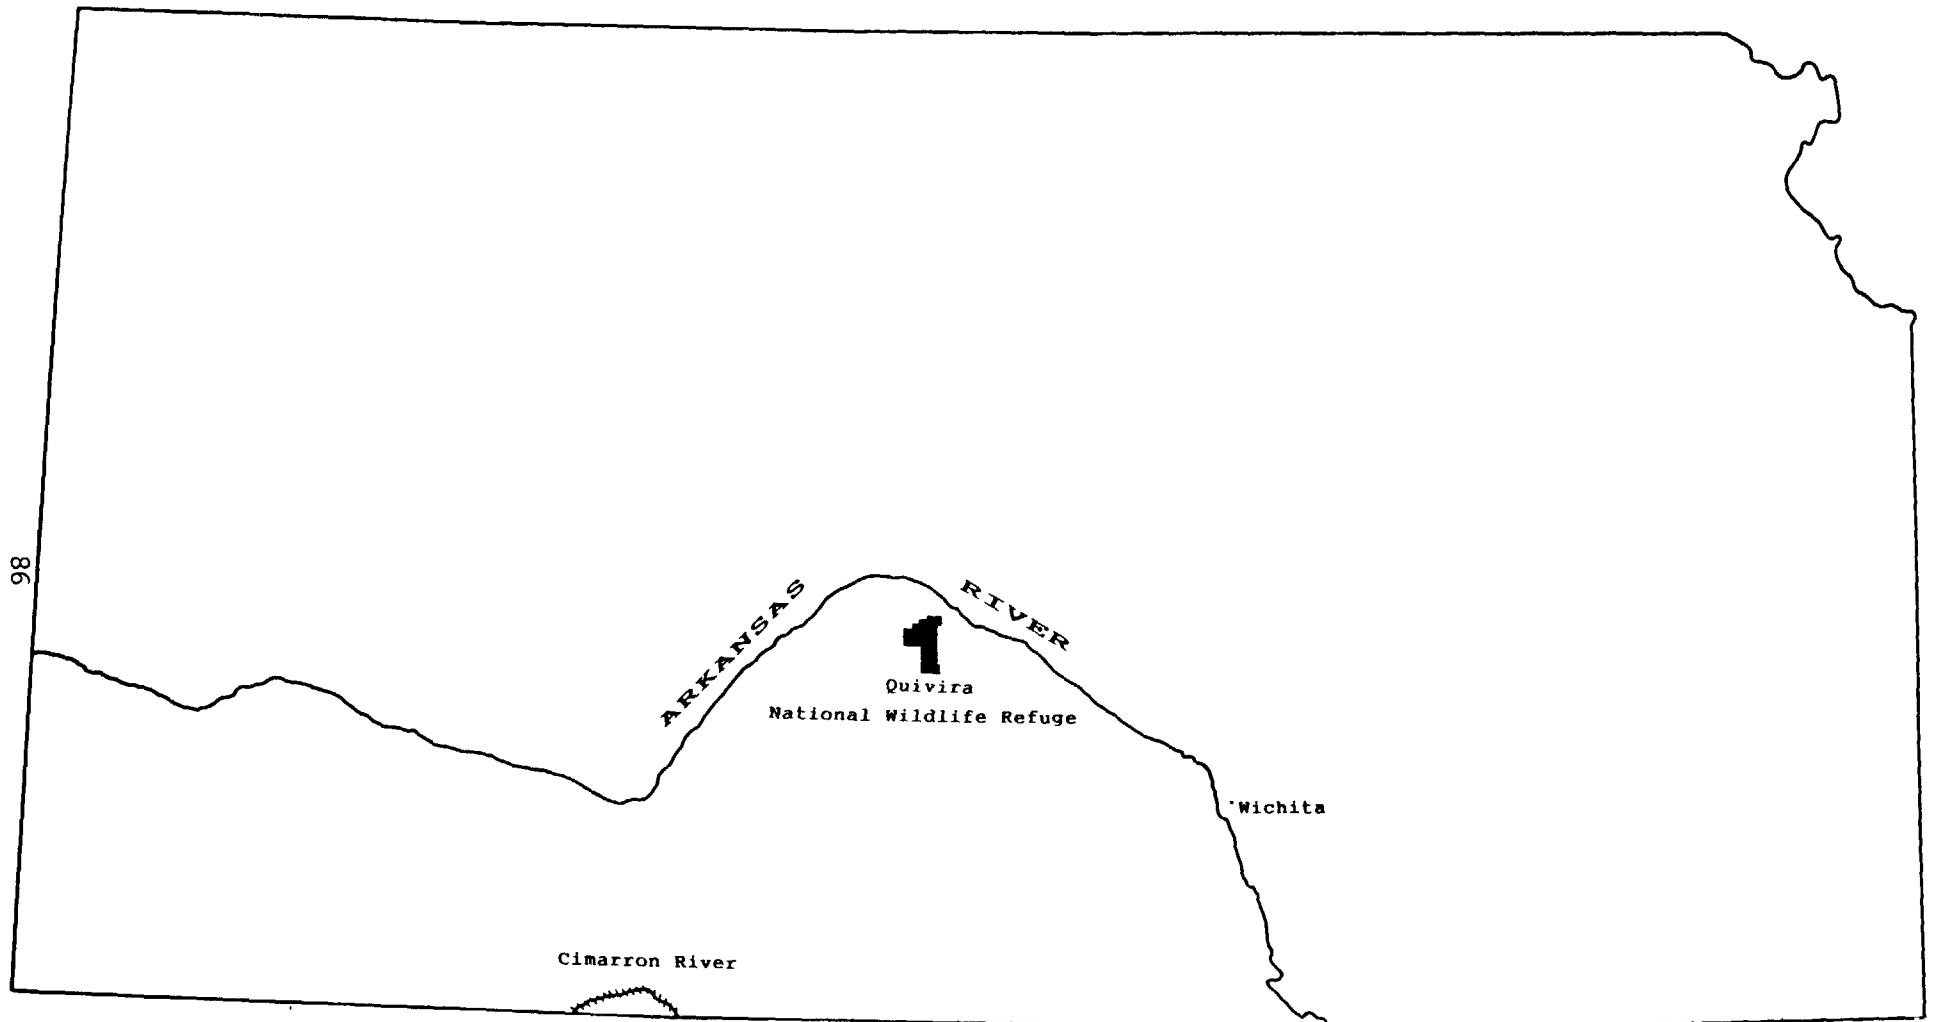 ARKANSAS RIVER
Quivira
National Wildlife Refuge
Wichita
Cimarron River
98